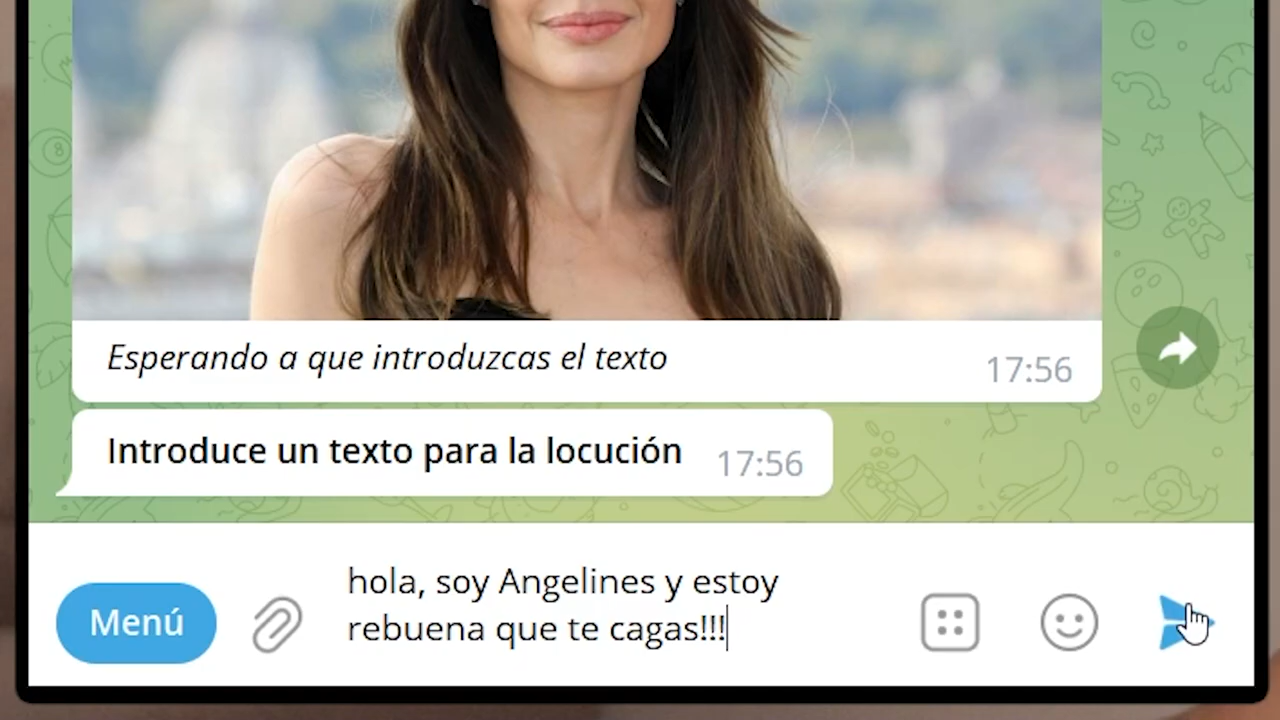 Esperando a que introduzcas el texto
17:56
Introduce un texto para la locución
17:56
Menú
hola, soy Angelines y estoy
rebuena que te cagas!!!